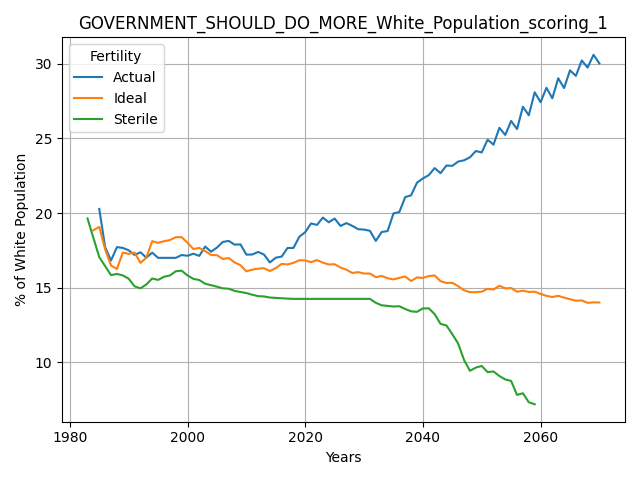 GOVERNMENT_SHOULD_DO_MORE_White_Population_scoring_1
Fertility
Actual
Ideal
Sterile
30
25
20
15
10
% of White Population
1980
2000
2020
2040
2060
Years